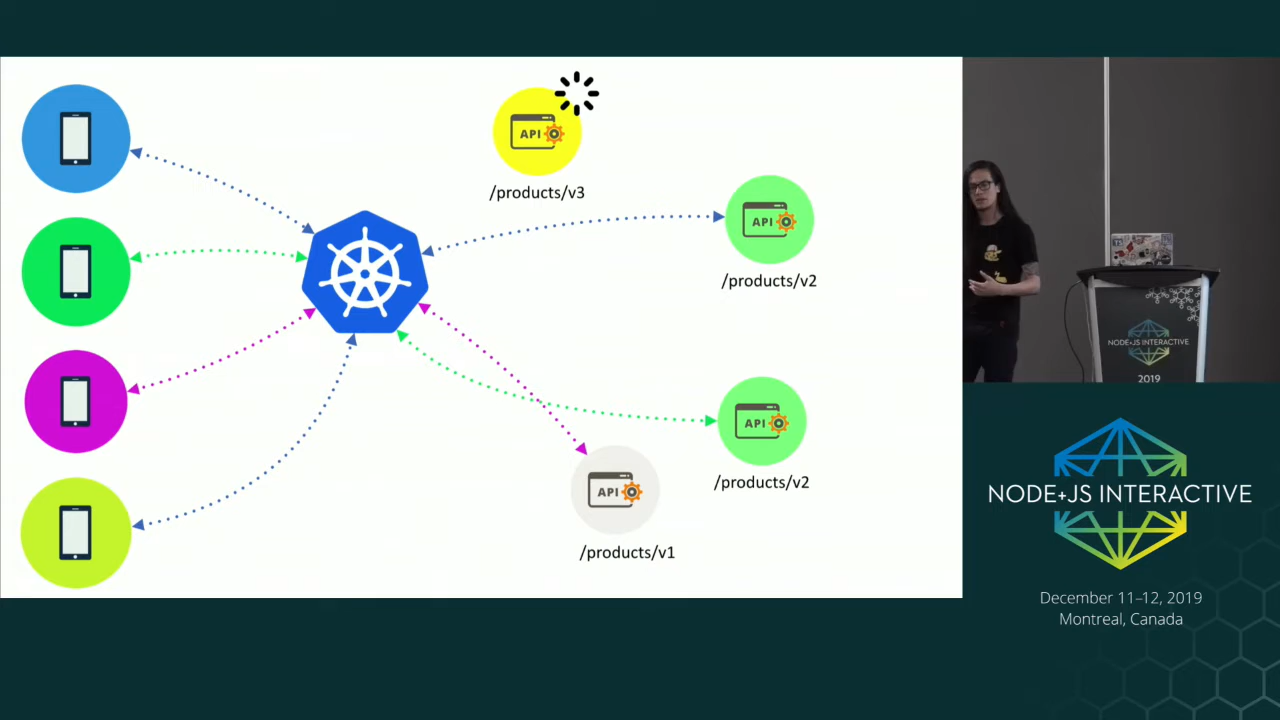 API
/products/v3
API
/products/v2
API
/products/v2
API
/products/v1
NODE+JS INTERACTIVE
2019
NODE+JS INTERACTIVE
December 11–12, 2019
Montreal, Canada